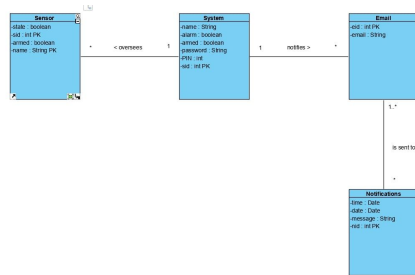 Sensor
-state : boolean
-sid : int PK
-armed : boolean
-name : String PK
* < oversees 1
System
-name : String
-alarm : boolean
-armed : boolean
-password : String
-PIN : int
-sid : int PK
1 notifies > *
Email
-eid : int PK
-email : String
1..*
is sent to
*
Notifications
-time : Date
-date : Date
-message : String
-nid : int PK